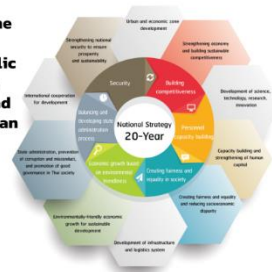 ne
lic
d
an
Urban and economic zone
development
Strengthening national
security to ensure
prosperity
and sustainability
Strengthening economy
and building sustainable
competitiveness
International cooperation
for development
Security
Building
competitiveness
Development of science,
technology, research,
innovation
Balancing and
developing state
administration
process
National Strategy
20-Year
Personnel
capacity building
State administration, prevention
of corruption and misconduct,
and promotion of good
governance in Thai society
Economic growth based
on environmental
friendliness
Creating fairness and
equality in society
Capacity building and
strengthening of human
capital
Environmentally-friendly economic
growth for sustainable
development
Creating fairness and equality
and reducing socioeconomic
disparity
Development of infrastructure
and logistics system